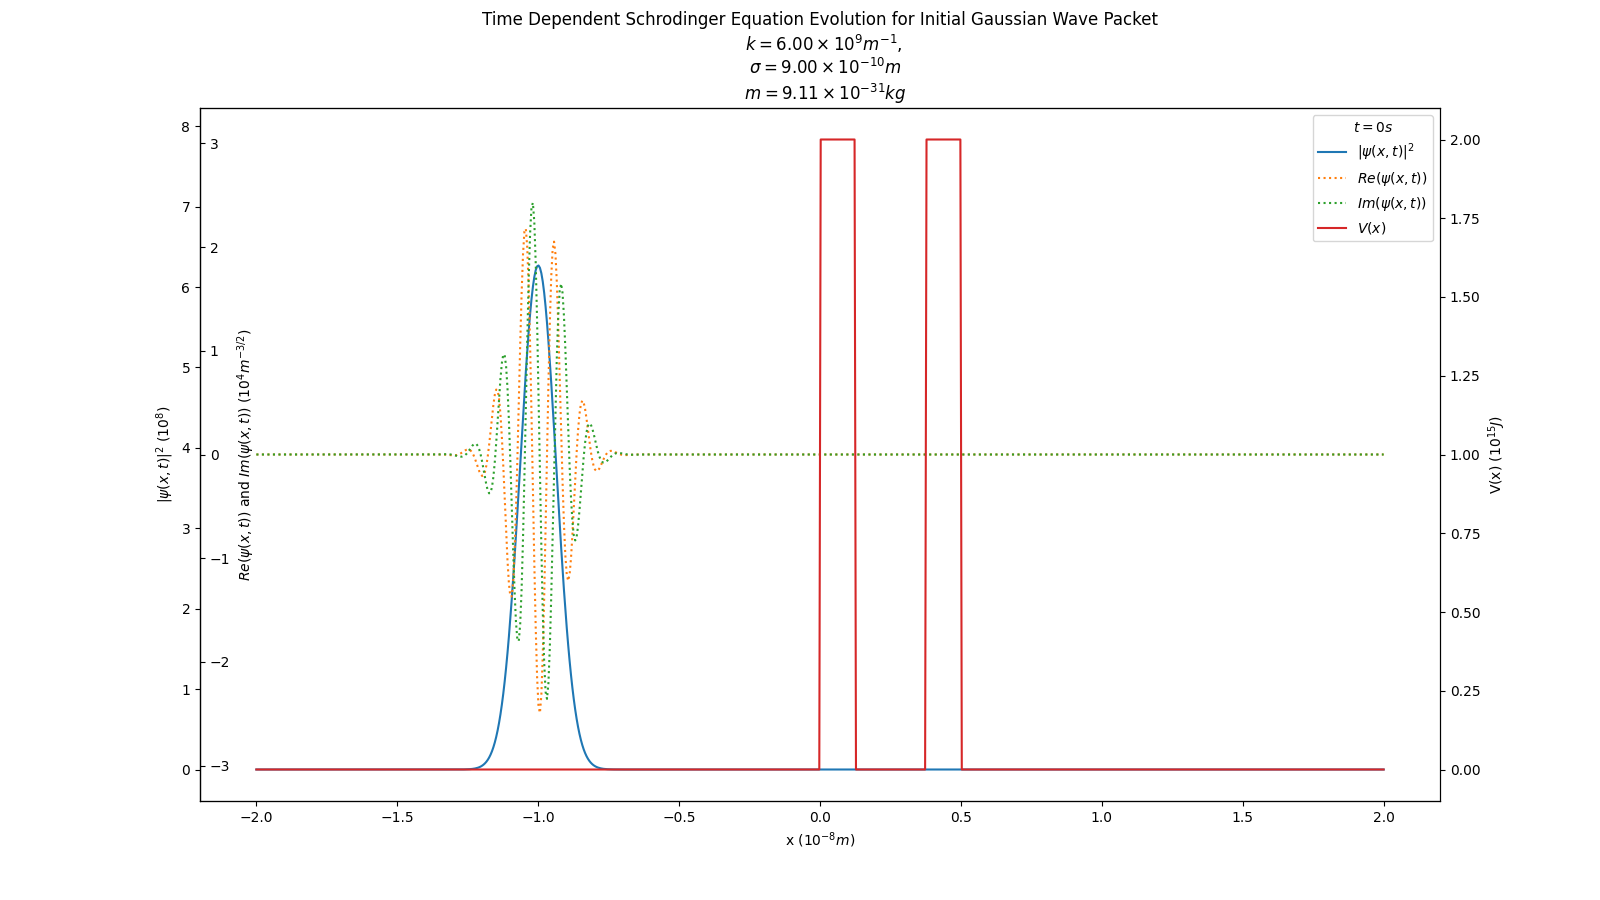 Time Dependent Schrodinger Equation Evolution for Initial Gaussian Wave Packet
k = 6.00 × 10⁹m⁻¹,
σ = 9.00 × 10⁻¹⁰m
m = 9.11 × 10⁻³¹kg
t = 0s
|ψ(x, t)|²
Re(ψ(x, t))
Im(ψ(x, t))
V(x)
8
7
6
5
4
3
2
1
0
|ψ(x, t)|² (10⁸)
3
2
1
0
−1
−2
−3
Re(ψ(x, t)) and Im(ψ(x, t)) (10⁴m⁻³ᐟ²)
2.00
1.75
1.50
1.25
1.00
0.75
0.50
0.25
0.00
V(x) (10¹⁵J)
−2.0 −1.5 −1.0 −0.5 0.0 0.5 1.0 1.5 2.0
x (10⁻⁸m)